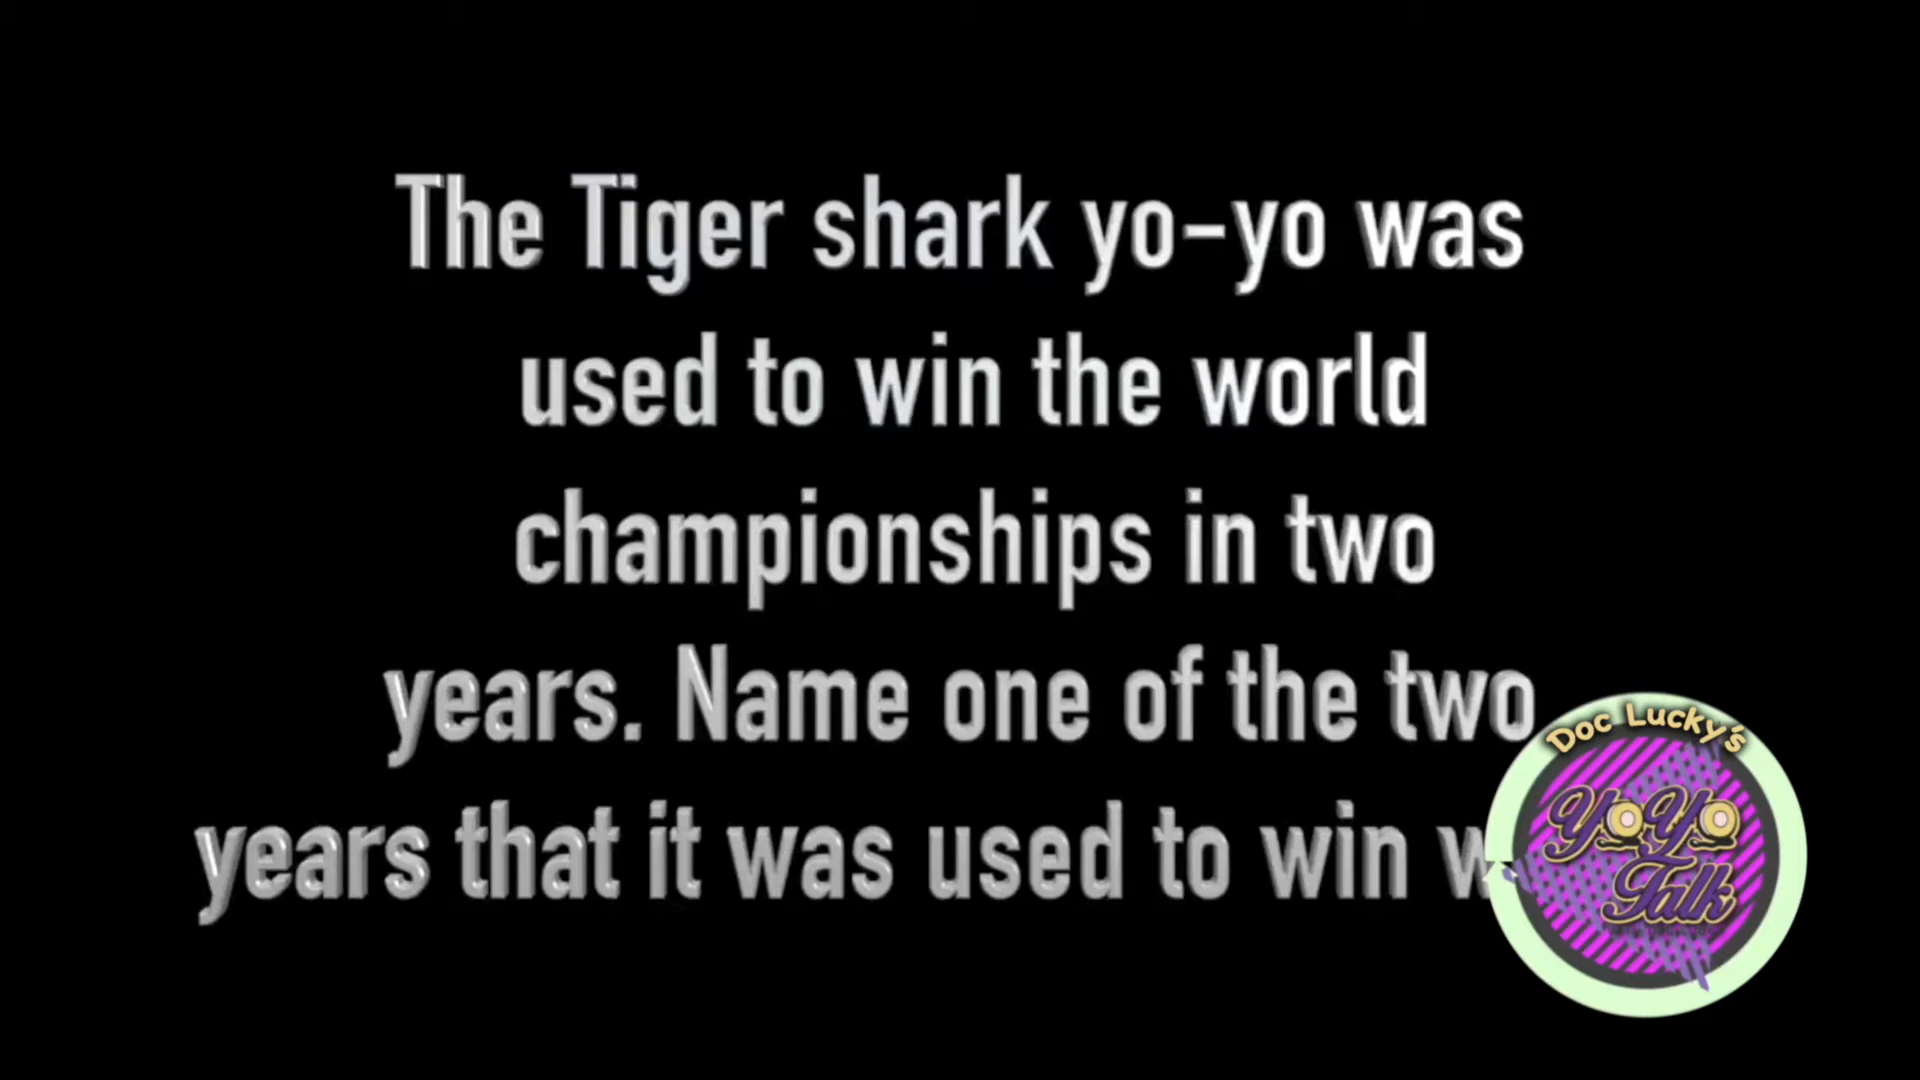 The Tiger shark yo-yo was
used to win the world
championships in two
years. Name one of the two
years that it was used to win
Doc Lucky's
YoYo
Talk